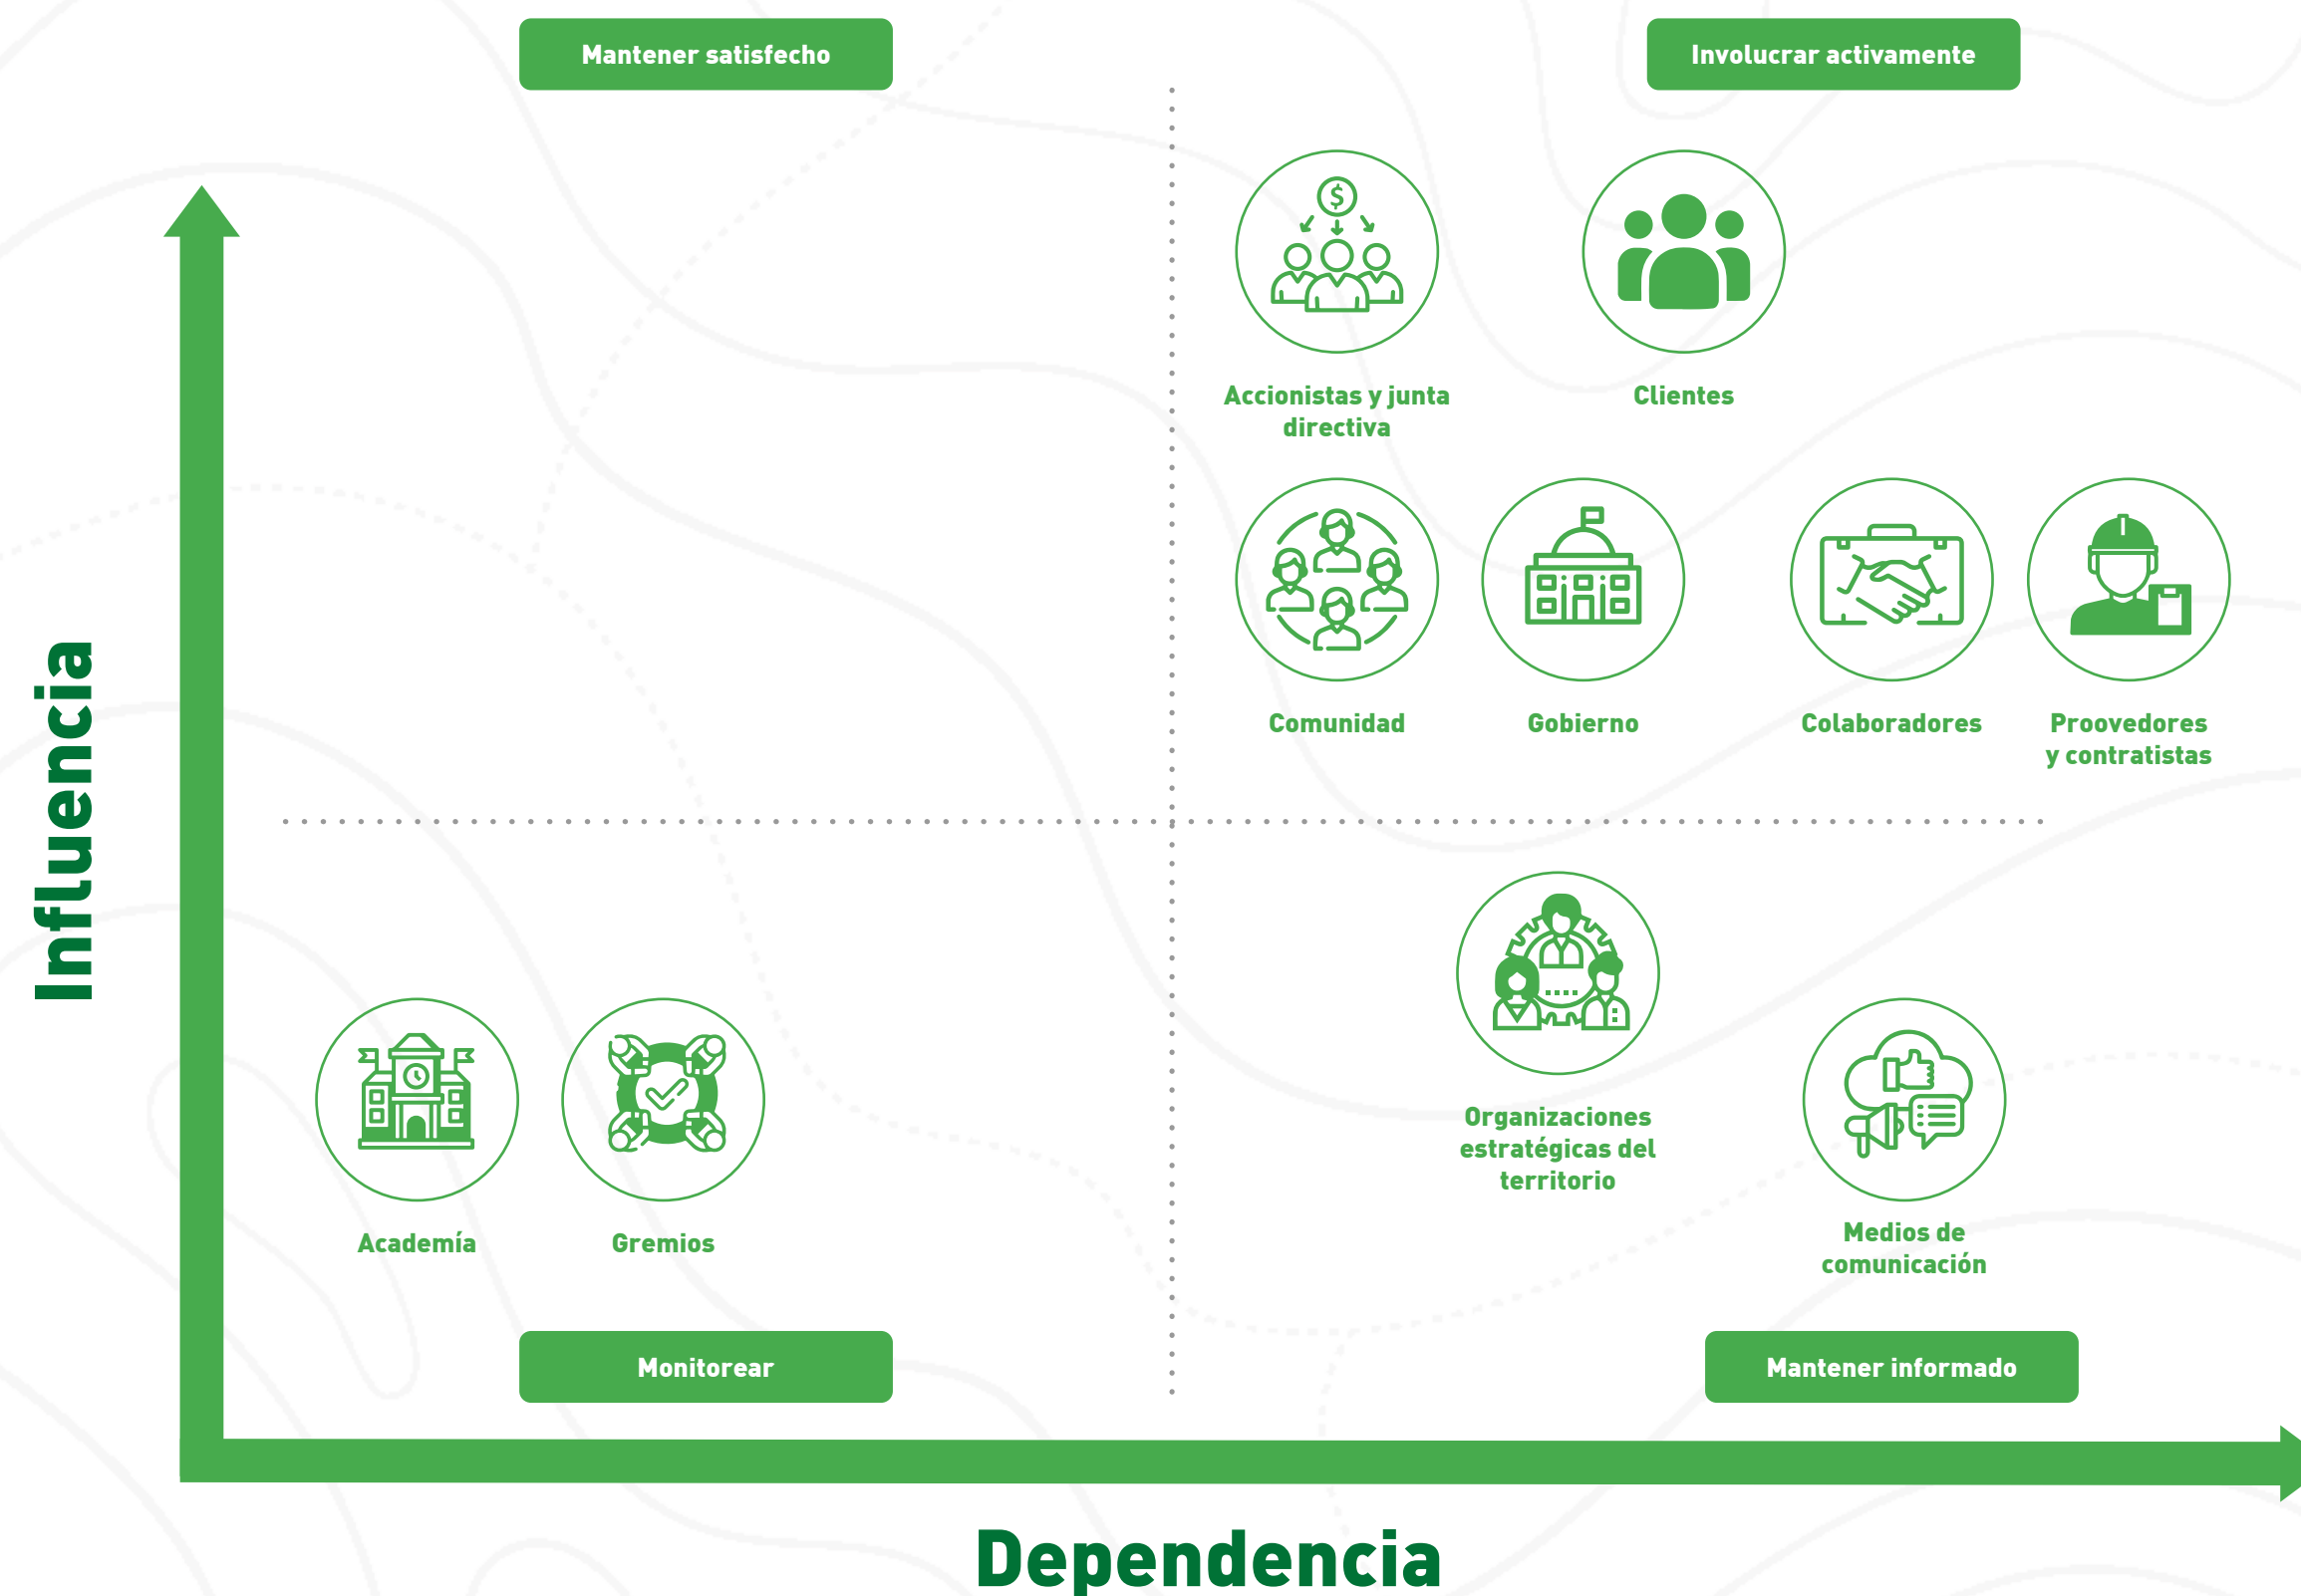 Mantener satisfecho
Involucrar activamente
Accionistas y junta
directiva
Clientes
Comunidad
Gobierno
Colaboradores
Proovedores
y contratistas
Influencia
Organizaciones
estratégicas del
territorio
Academía
Gremios
Medios de
comunicación
Monitorear
Mantener informado
Dependencia